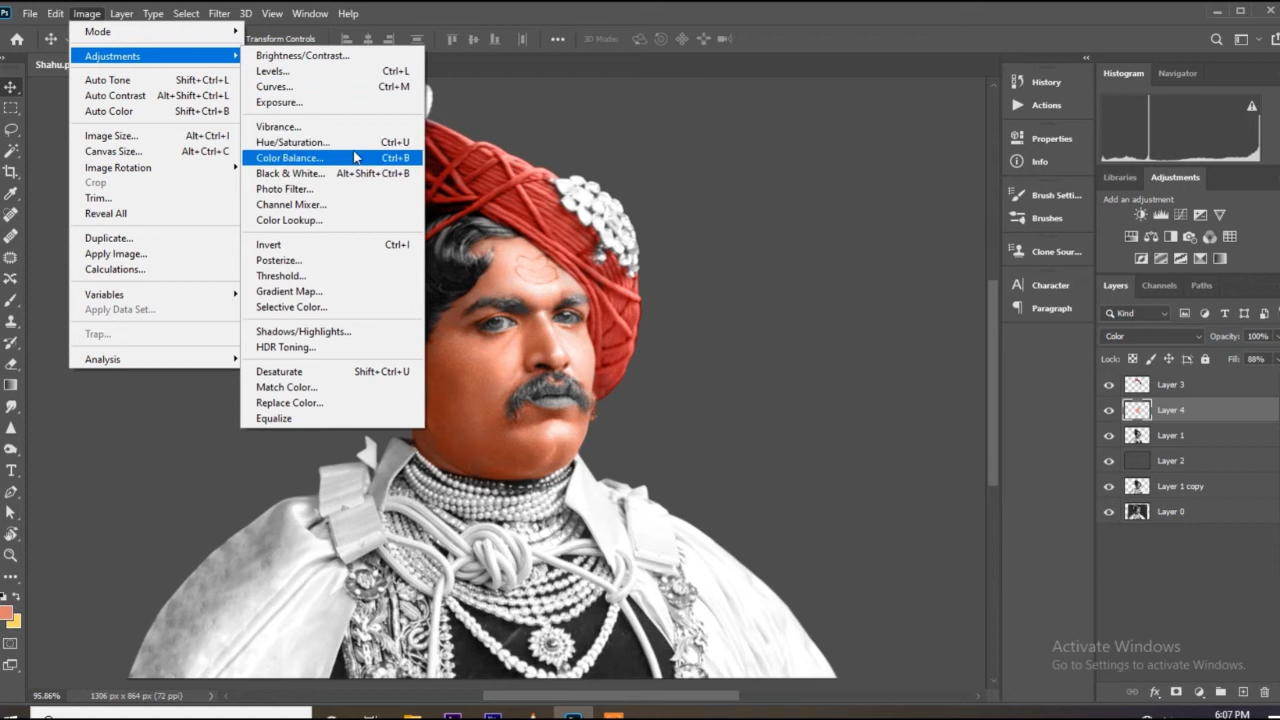 Ps File Edit Image Layer Type Select Filter 3D View Window Help
Transform Controls 3D Mode:
Shahu.p
Mode
Adjustments
Auto Tone Shift+Ctrl+L
Auto Contrast Alt+Shift+Ctrl+L
Auto Color Shift+Ctrl+B
Image Size... Alt+Ctrl+I
Canvas Size... Alt+Ctrl+C
Image Rotation
Crop
Trim...
Reveal All
Duplicate...
Apply Image...
Calculations...
Variables
Apply Data Set...
Trap...
Analysis
Brightness/Contrast...
Levels... Ctrl+L
Curves... Ctrl+M
Exposure...
Vibrance...
Hue/Saturation... Ctrl+U
Color Balance... Ctrl+B
Black & White... Alt+Shift+Ctrl+B
Photo Filter...
Channel Mixer...
Color Lookup...
Invert Ctrl+I
Posterize...
Threshold...
Gradient Map...
Selective Color...
Shadows/Highlights...
HDR Toning...
Desaturate Shift+Ctrl+U
Match Color...
Replace Color...
Equalize
History
Actions
Properties
Info
Brush Setti...
Brushes
Clone Sour...
Character
Paragraph
Histogram Navigator
Libraries Adjustments
Add an adjustment
Layers Channels Paths
Kind
Color Opacity: 100%
Lock: Fill: 88%
Layer 3
Layer 4
Layer 1
Layer 2
Layer 1 copy
Layer 0
Activate Windows
Go to Settings to activate Windows.
95.86% 1306 px x 864 px (72 ppi)
6:07 PM